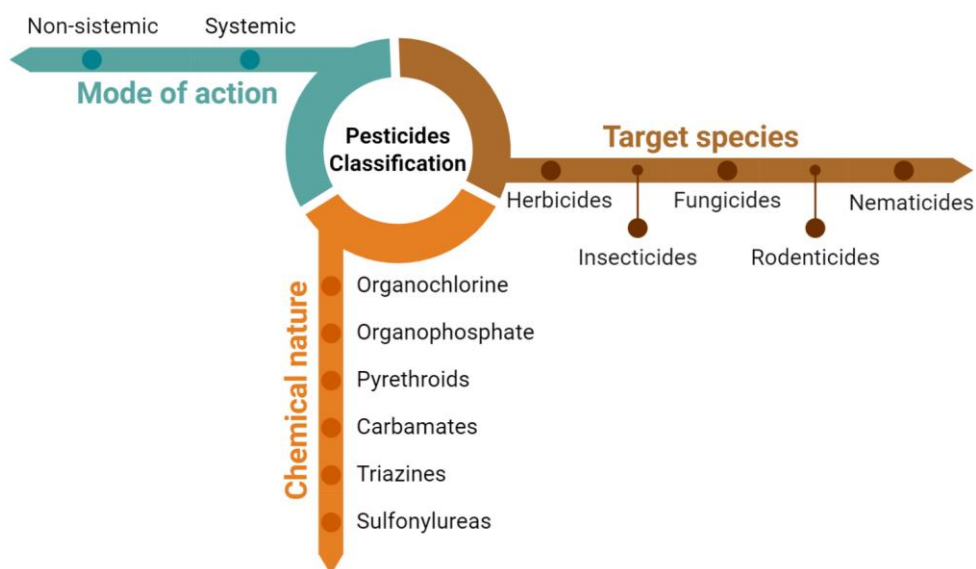 Non-sistemic
Systemic
Mode of action
Pesticides
Classification
Target species
Herbicides
Fungicides
Nematicides
Insecticides
Rodenticides
Chemical nature
Organochlorine
Organophosphate
Pyrethroids
Carbamates
Triazines
Sulfonylureas